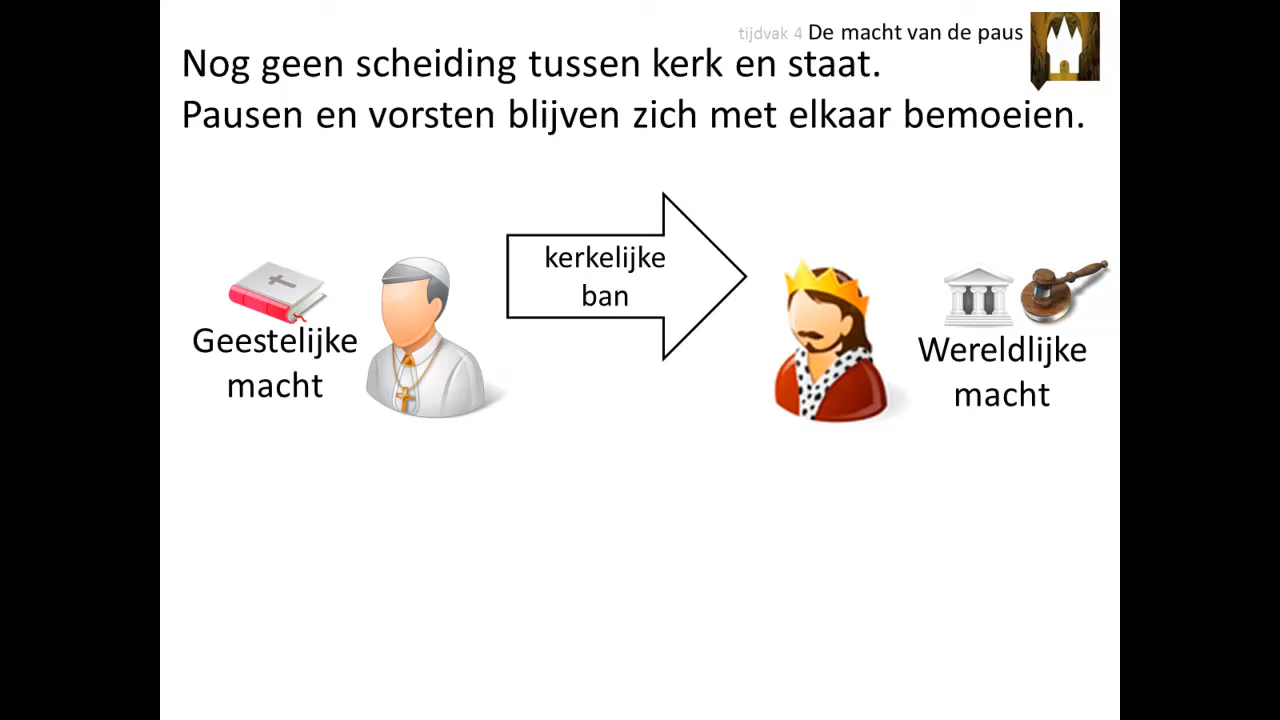 tijdvak 4 De macht van de paus
Nog geen scheiding tussen kerk en staat.
Pausen en vorsten blijven zich met elkaar bemoeien.
kerkelijke
ban
Geestelijke
macht
Wereldlijke
macht